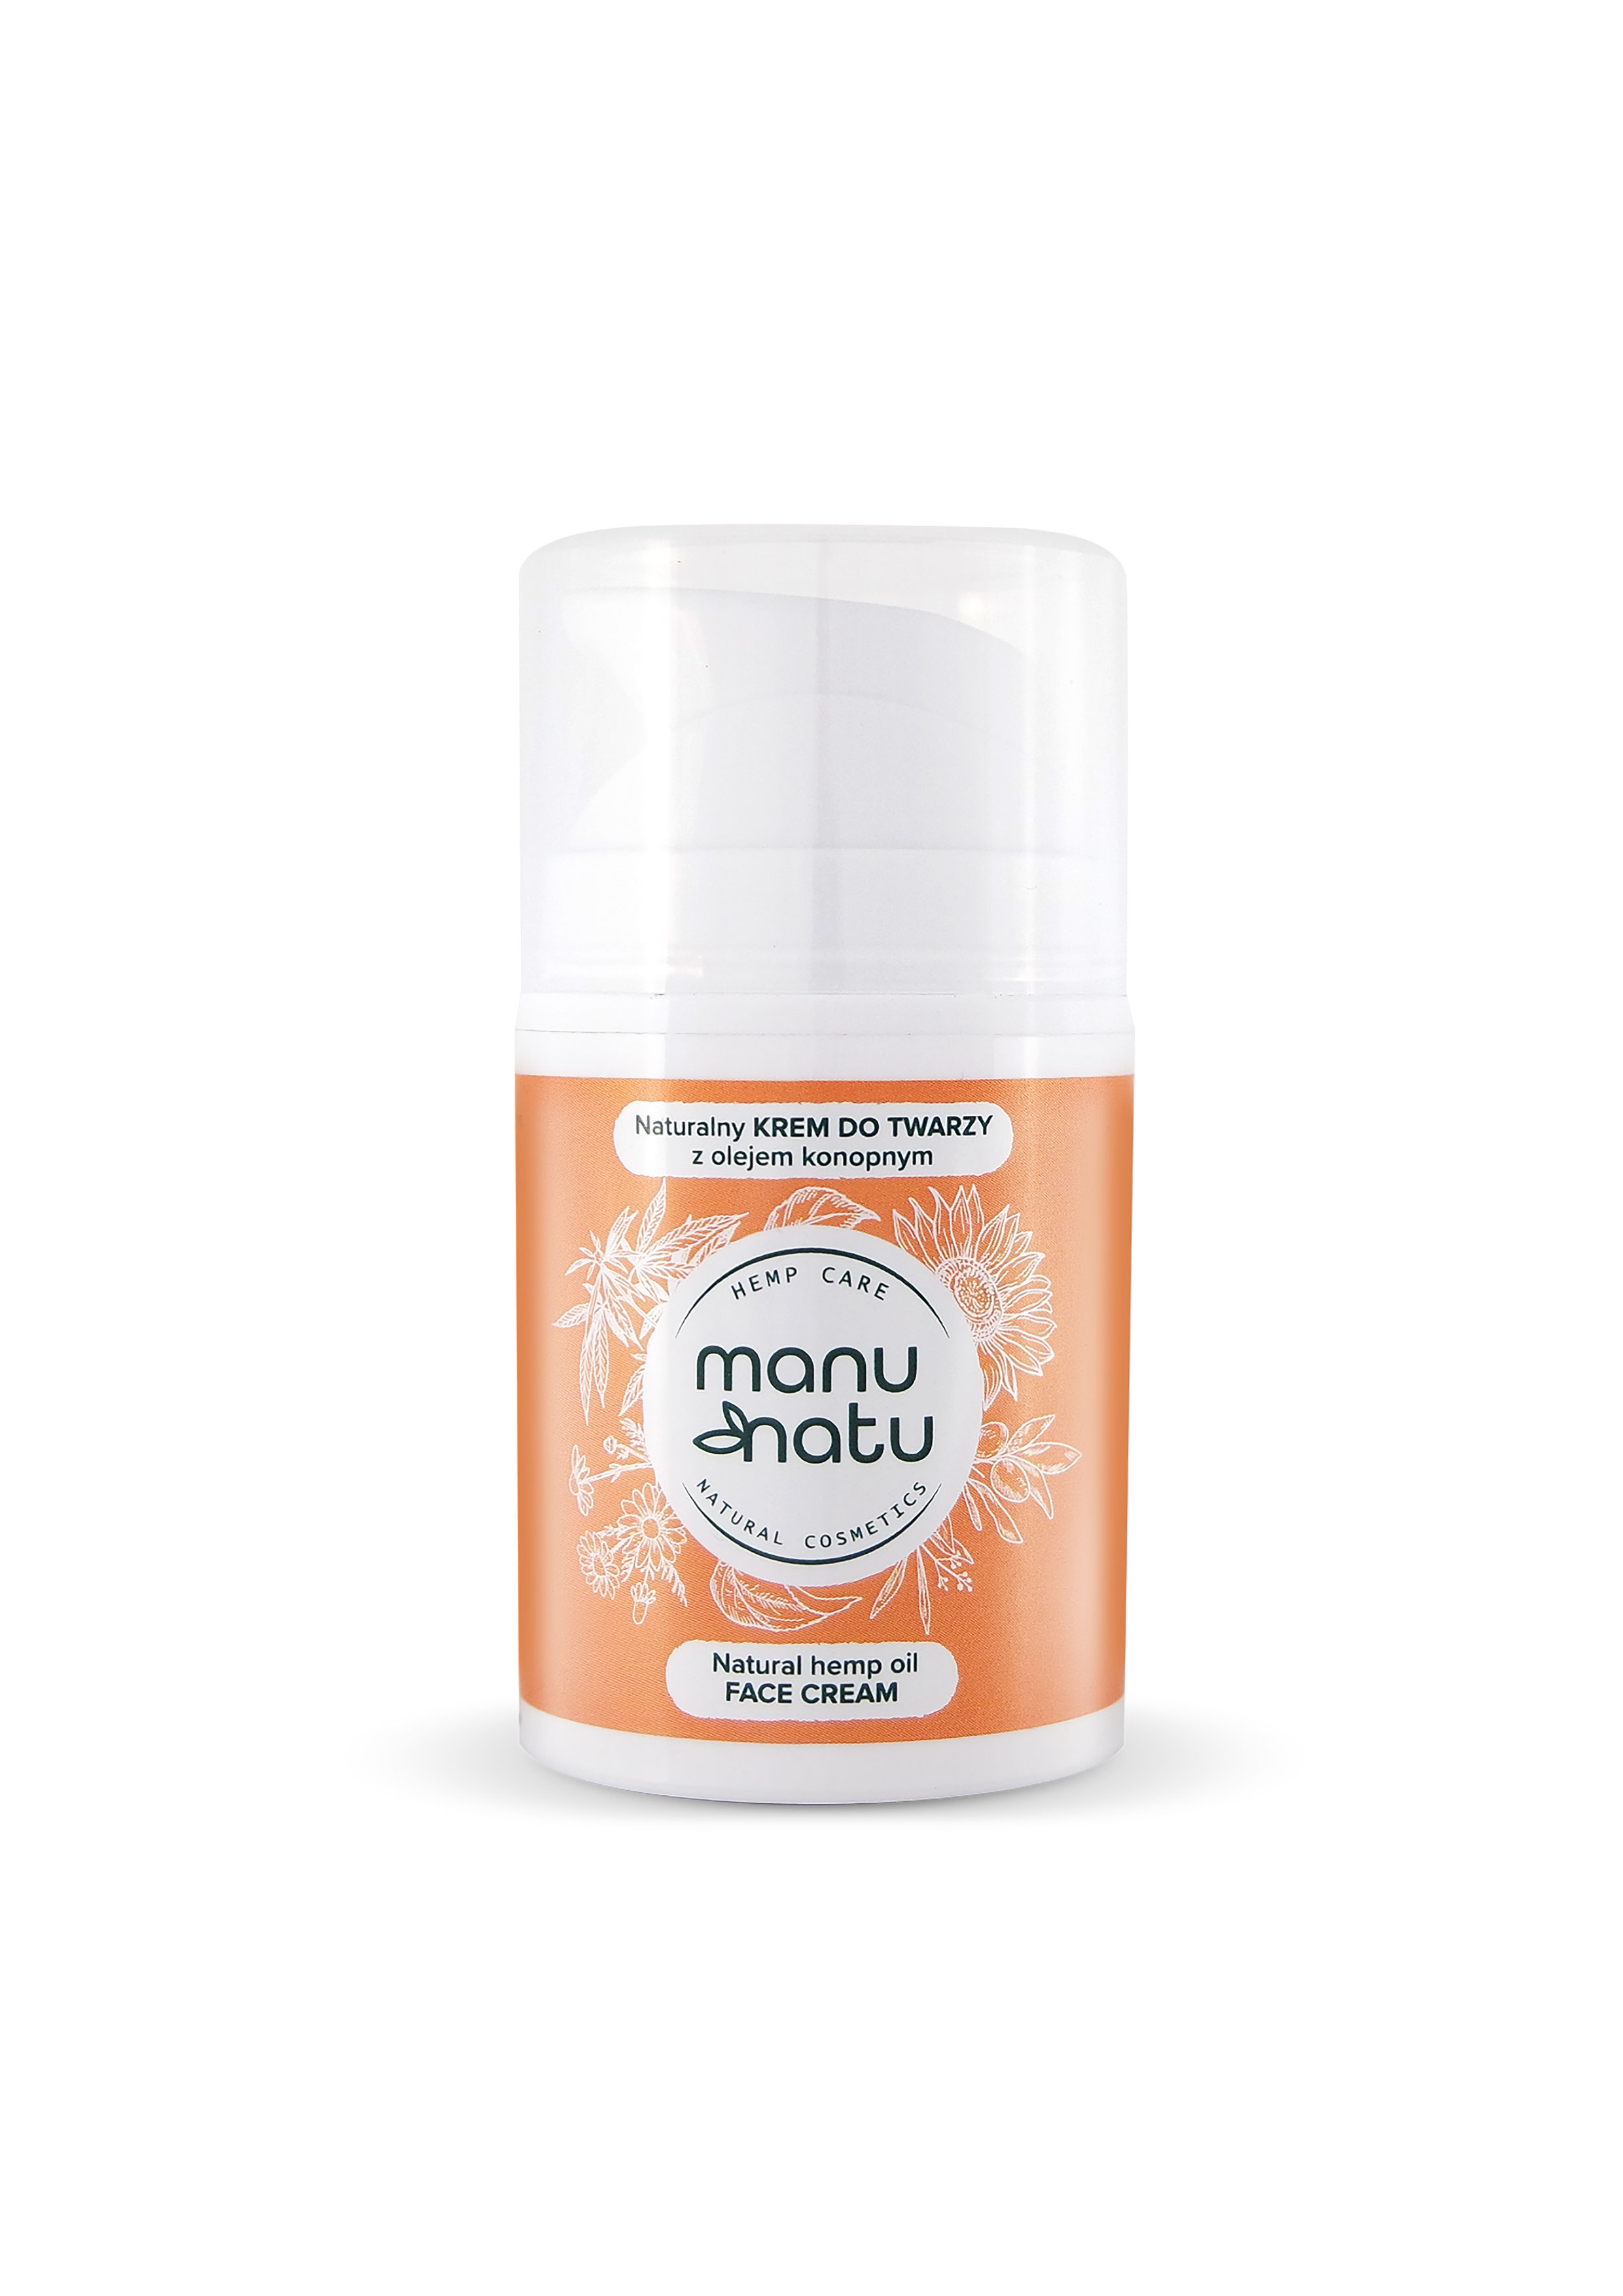 Naturalny KREM DO TWARZY
z olejem konopnym
HEMP CARE
manu
natu
NATURAL COSMETICS
Natural hemp oil
FACE CREAM